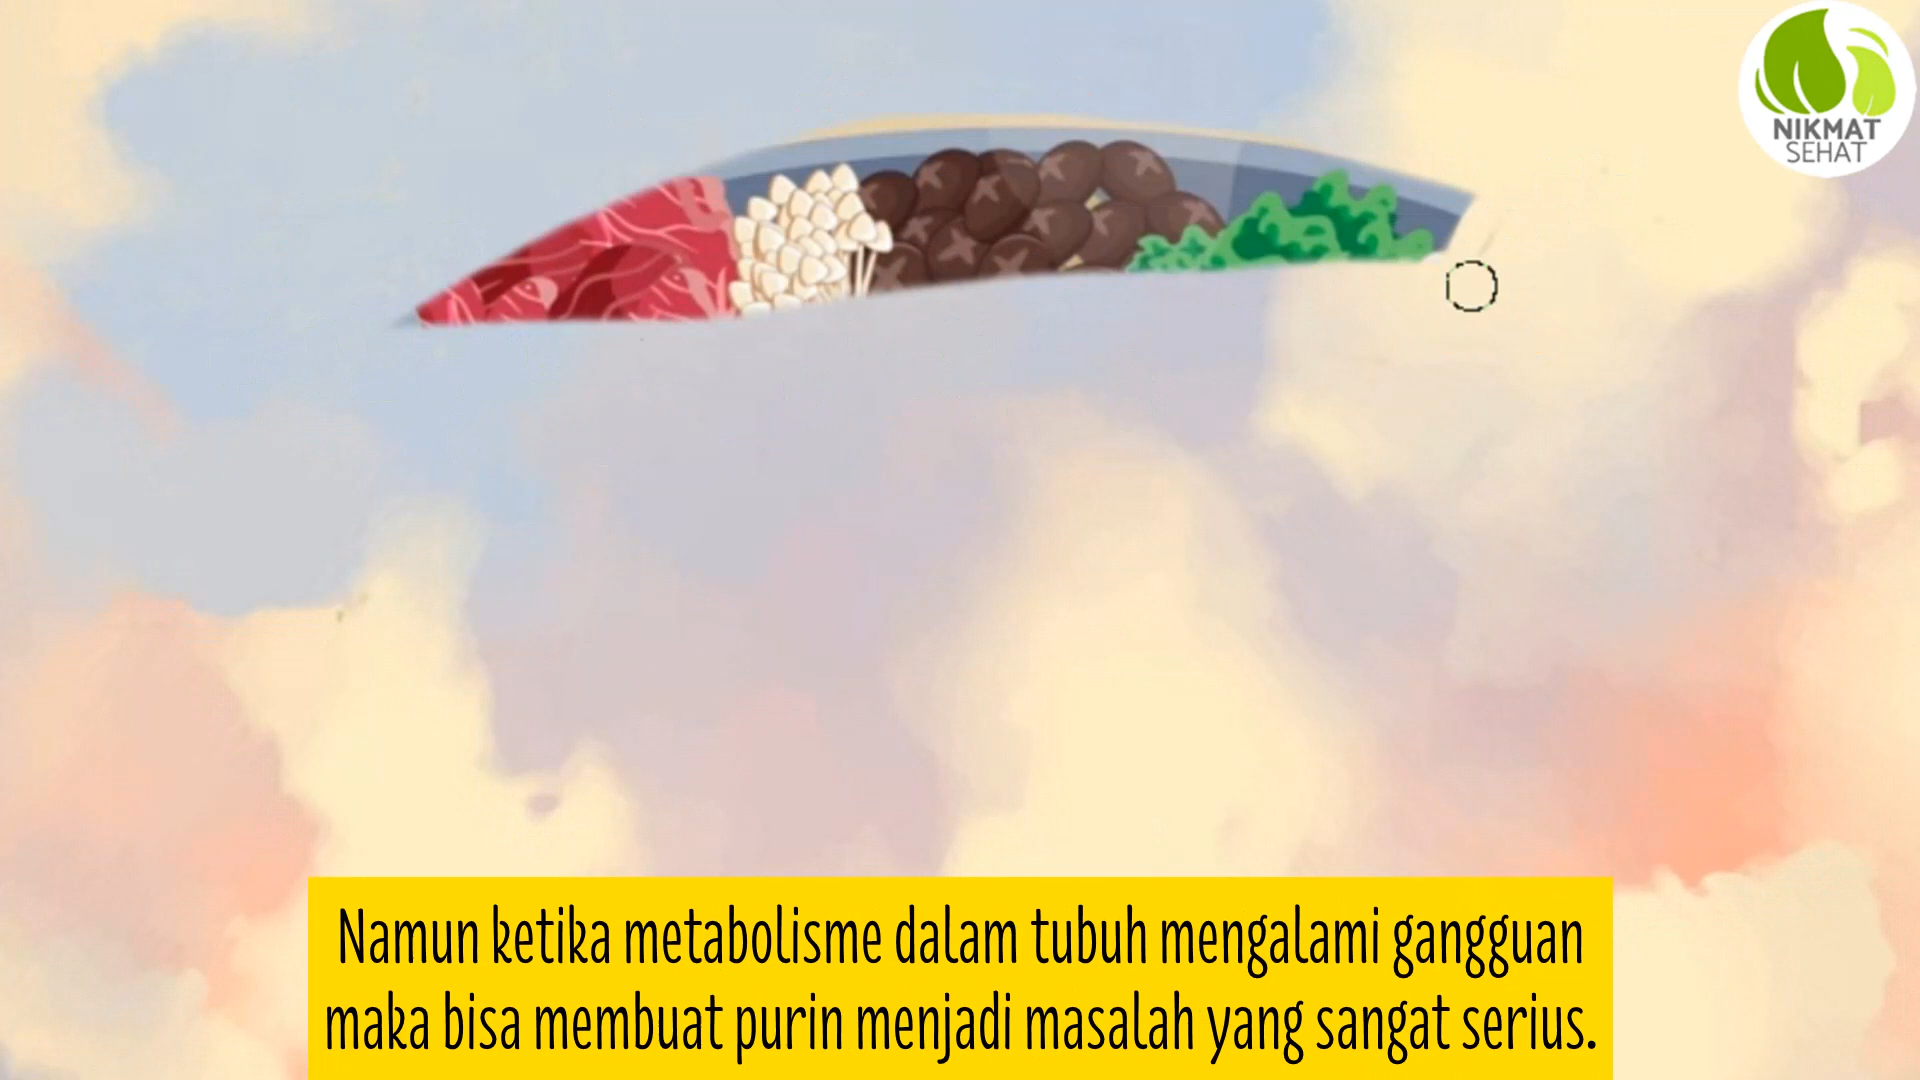 NIKMAT
SEHAT
Namun ketika metabolisme dalam tubuh mengalami gangguan
maka bisa membuat purin menjadi masalah yang sangat serius.